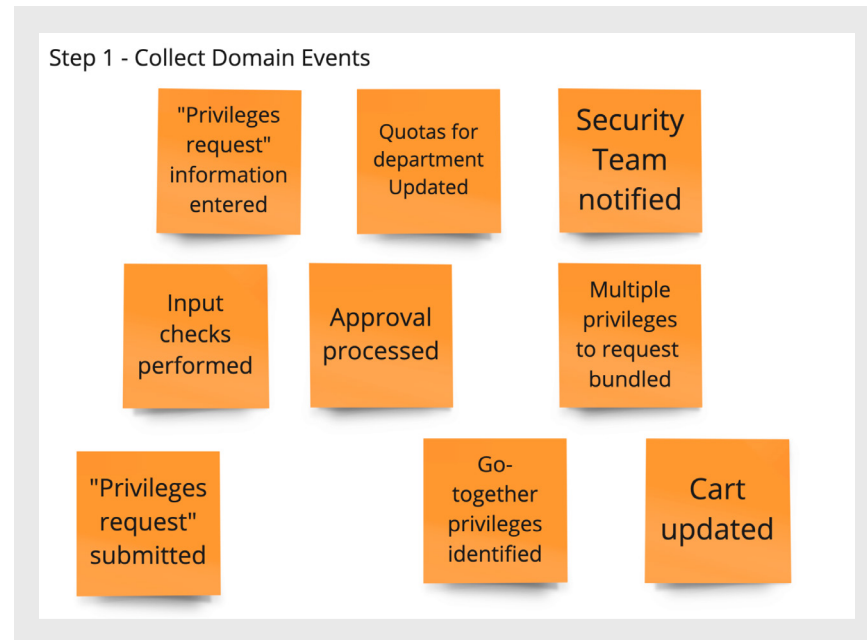 Step 1 - Collect Domain Events
"Privileges
request"
information
entered
Quotas for
department
Updated
Security
Team
notified
Input
checks
performed
Approval
processed
Multiple
privileges
to request
bundled
"Privileges
request"
submitted
Go-
together
privileges
identified
Cart
updated